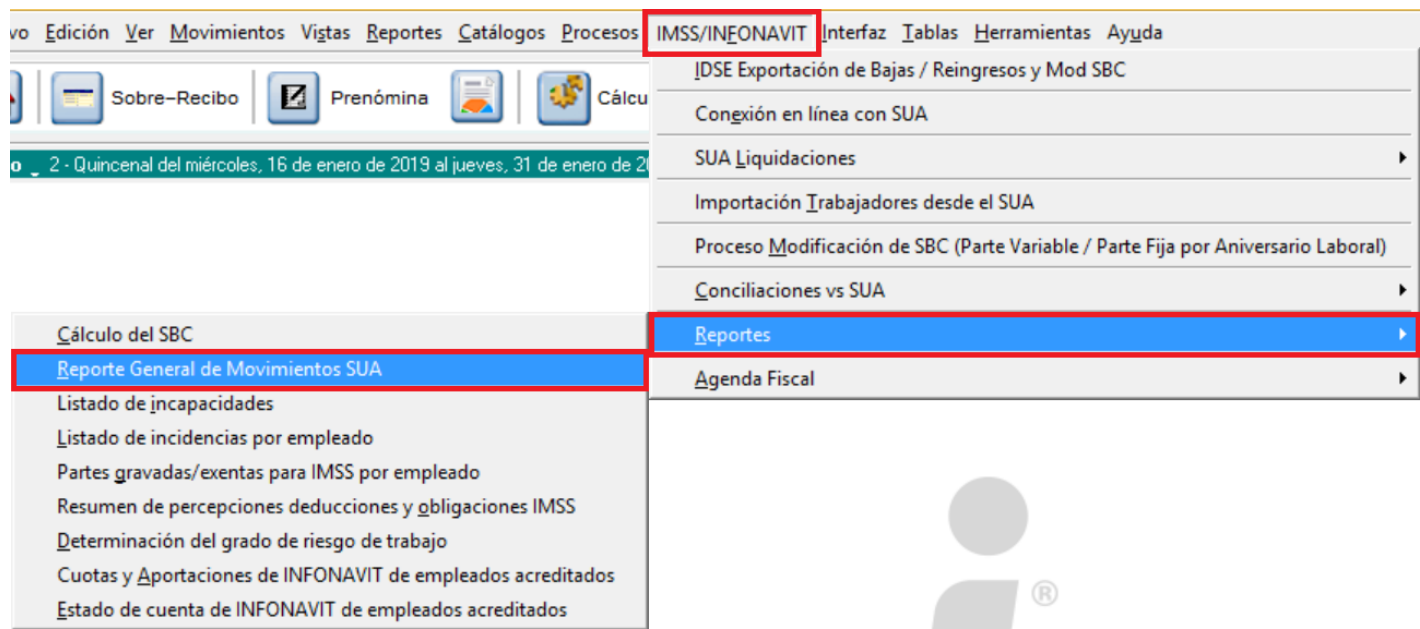 vo Edición Ver Movimientos Vistas Reportes Catálogos Procesos IMSS/INFONAVIT Interfaz Tablas Herramientas Ayuda
Sobre-Recibo Prenómina Cálcu
o 2 - Quincenal del miércoles, 16 de enero de 2019 al jueves, 31 de enero de 2
IDSE Exportación de Bajas / Reingresos y Mod SBC
Conexión en línea con SUA
SUA Liquidaciones
Importación Trabajadores desde el SUA
Proceso Modificación de SBC (Parte Variable / Parte Fija por Aniversario Laboral)
Conciliaciones vs SUA
Reportes
Agenda Fiscal
Cálculo del SBC
Reporte General de Movimientos SUA
Listado de incapacidades
Listado de incidencias por empleado
Partes gravadas/exentas para IMSS por empleado
Resumen de percepciones deducciones y obligaciones IMSS
Determinación del grado de riesgo de trabajo
Cuotas y Aportaciones de INFONAVIT de empleados acreditados
Estado de cuenta de INFONAVIT de empleados acreditados
®